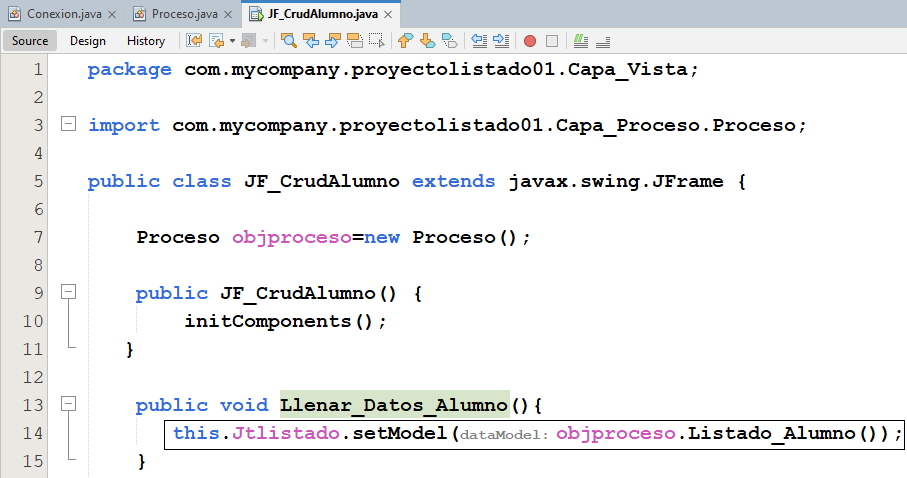 Conexion.java × Proceso.java × JF_CrudAlumno.java ×
Source Design History
1 package com.mycompany.proyectolistado01.Capa_Vista;
2
3 import com.mycompany.proyectolistado01.Capa_Proceso.Proceso;
4
5 public class JF_CrudAlumno extends javax.swing.JFrame {
6
7 Proceso objproceso=new Proceso();
8
9 public JF_CrudAlumno() {
10 initComponents();
11 }
12
13 public void Llenar_Datos_Alumno(){
14 this.Jtlistado.setModel(dataModel: objproceso.Listado_Alumno());
15 }